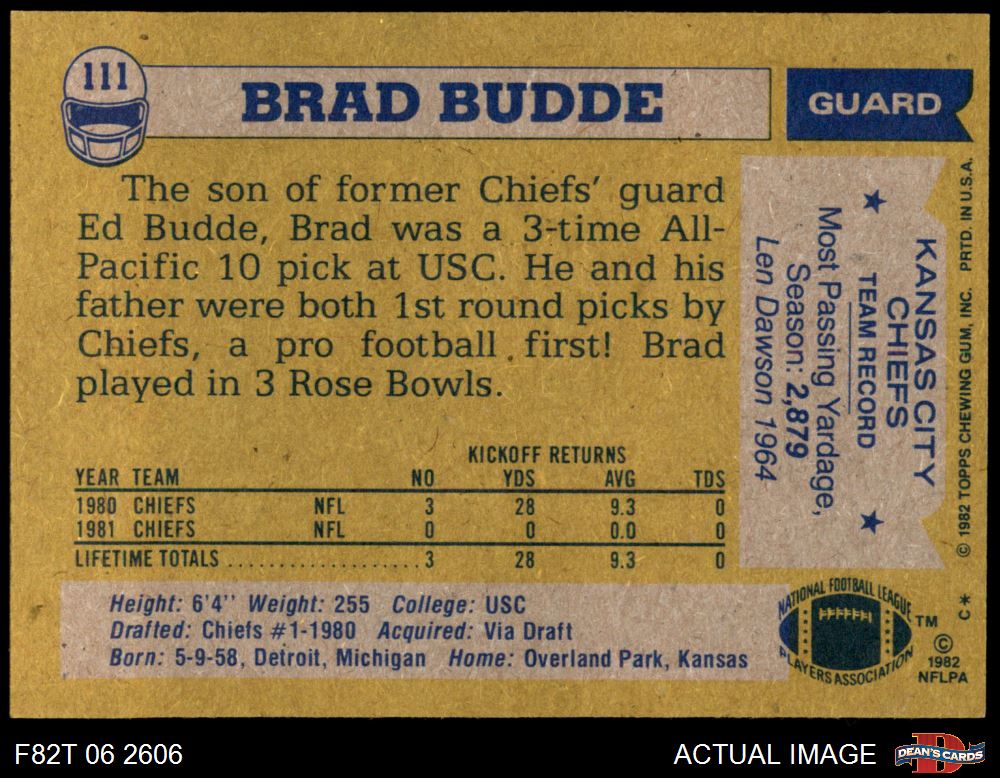 111
BRAD BUDDE
GUARD
The son of former Chiefs' guard
Ed Budde, Brad was a 3-time All-
Pacific 10 pick at USC. He and his
father were both 1st round picks by
Chiefs, a pro football first! Brad
played in 3 Rose Bowls.
KICKOFF RETURNS
YEAR TEAM NO YDS AVG TDS
1980 CHIEFS NFL 3 28 9.3 0
1981 CHIEFS NFL 0 0 0.0 0
LIFETIME TOTALS ................... 3 28 9.3 0
Height: 6'4" Weight: 255 College: USC
Drafted: Chiefs #1-1980 Acquired: Via Draft
Born: 5-9-58, Detroit, Michigan Home: Overland Park, Kansas
KANSAS CITY
CHIEFS
★ TEAM RECORD ★
Most Passing Yardage,
Season: 2,879
Len Dawson 1964
© 1982 TOPPS CHEWING GUM, INC. PRTD. IN U.S.A.
C *
NATIONAL FOOTBALL LEAGUE
PLAYERS ASSOCIATION
TM
©
1982
NFLPA
F82T 06 2606
ACTUAL IMAGE
DEAN'S CARDS